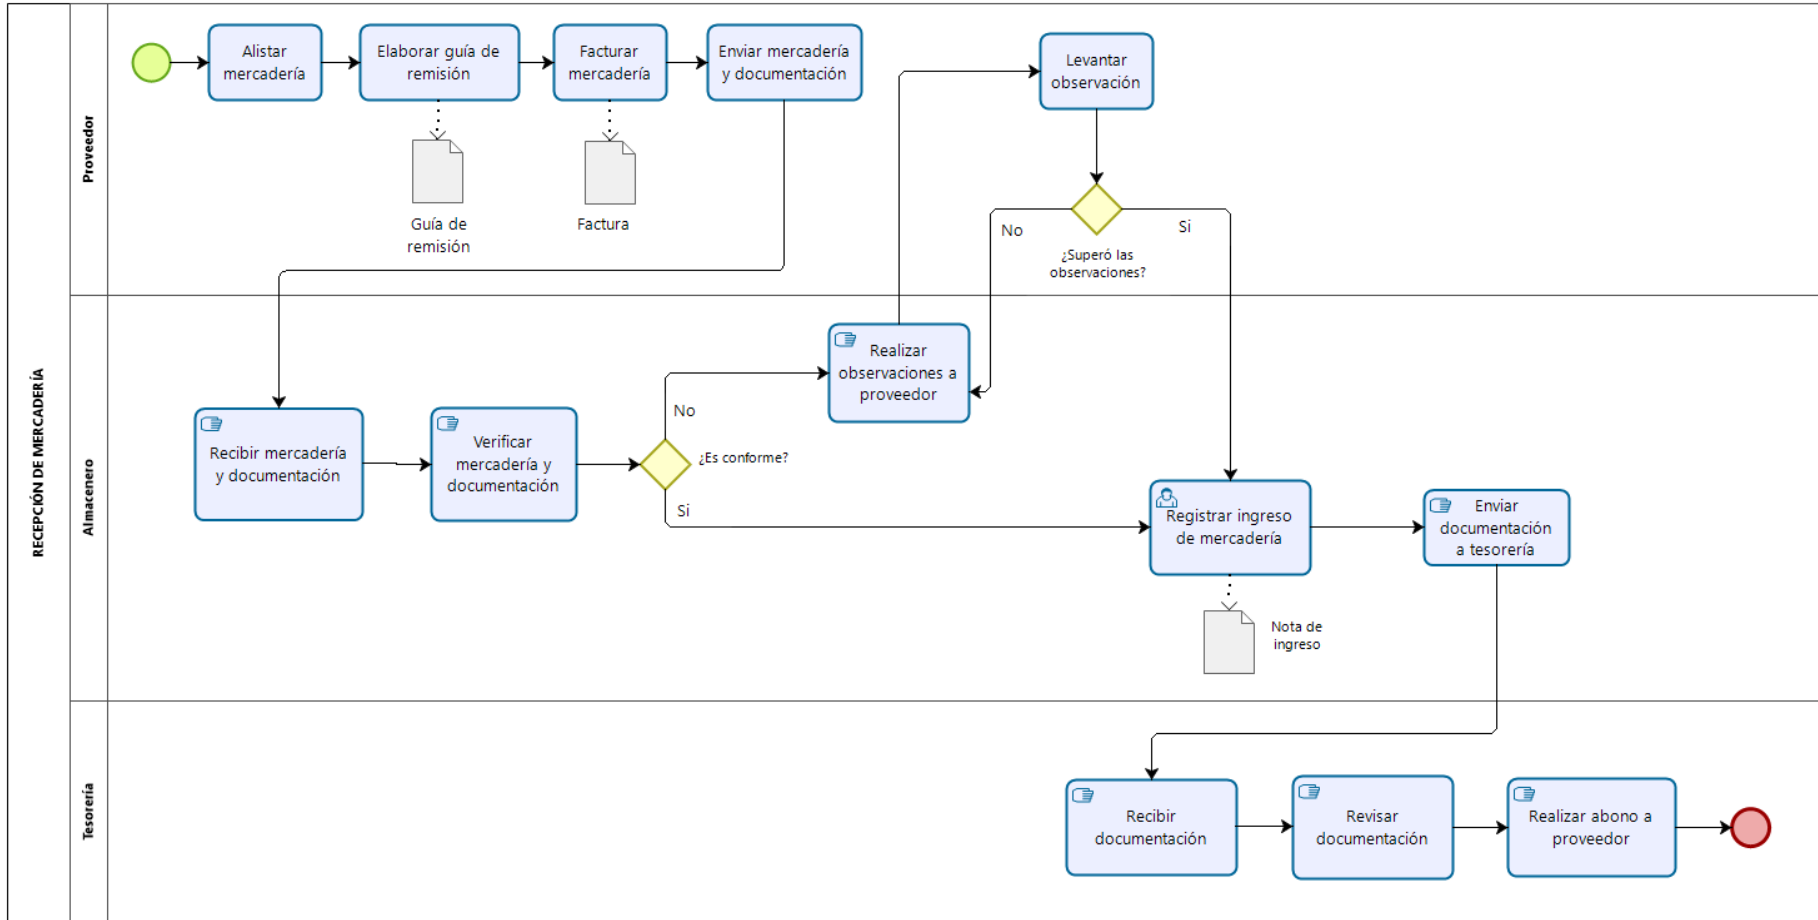 RECEPCIÓN DE MERCADERÍA
Proveedor
Alistar
mercadería
Elaborar guía de
remisión
Facturar
mercadería
Enviar mercadería
y documentación
Levantar
observación
Guía de
remisión
Factura
No
Si
¿Superó las
observaciones?
Almacenero
Recibir mercadería
y documentación
Verificar
mercadería y
documentación
No
¿Es conforme?
Si
Realizar
observaciones a
proveedor
Registrar ingreso
de mercadería
Enviar
documentación
a tesorería
Nota de
ingreso
Tesorería
Recibir
documentación
Revisar
documentación
Realizar abono a
proveedor